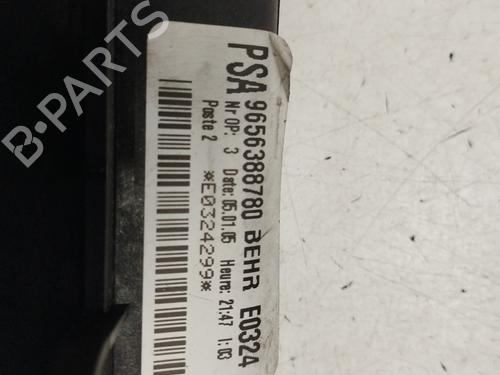 PSA 9656388780 BEHR E0324
Nr OP: 3 Date: 05.01.05 Heure: 21:47 1:03
Poste 2 *E0324299*